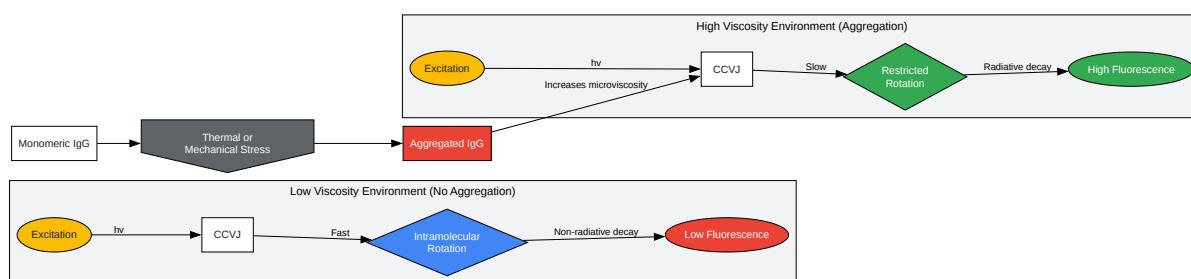 High Viscosity Environment (Aggregation)
Excitation
hv
CCVJ
Slow
Restricted
Rotation
Radiative decay
High Fluorescence
Increases microviscosity
Monomeric IgG
Thermal or
Mechanical Stress
Aggregated IgG
Low Viscosity Environment (No Aggregation)
Excitation
hv
CCVJ
Fast
Intramolecular
Rotation
Non-radiative decay
Low Fluorescence